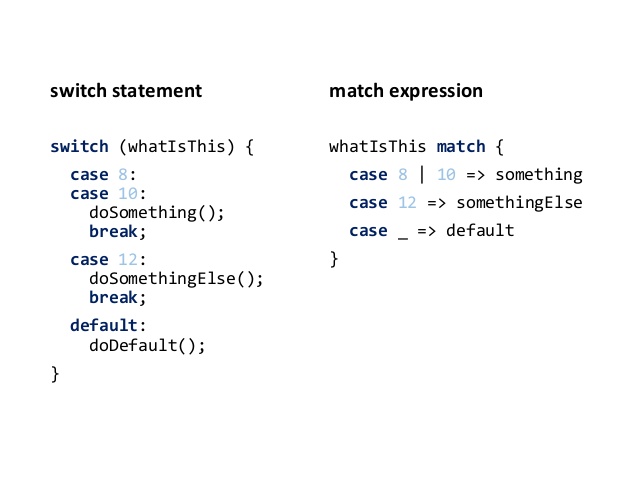 switch statement
switch (whatIsThis) {
case 8:
case 10:
doSomething();
break;
case 12:
doSomethingElse();
break;
default:
doDefault();
}
match expression
whatIsThis match {
case 8 | 10 => something
case 12 => somethingElse
case _ => default
}